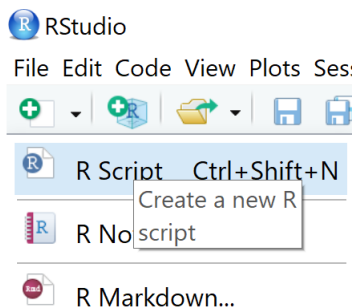 RStudio
File Edit Code View Plots Ses
R Script Ctrl+Shift+N
Create a new R
script
R No
R Markdown...